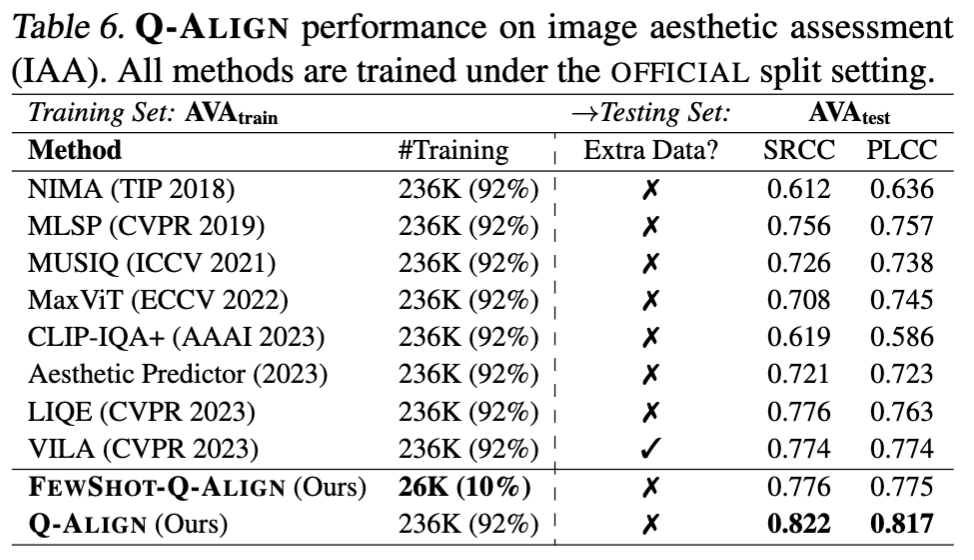 Table 6. Q-ALIGN performance on image aesthetic assessment
(IAA). All methods are trained under the OFFICIAL split setting.
Training Set: AVAtrain →Testing Set: AVAtest
Method #Training Extra Data? SRCC PLCC
NIMA (TIP 2018) 236K (92%) ✗ 0.612 0.636
MLSP (CVPR 2019) 236K (92%) ✗ 0.756 0.757
MUSIQ (ICCV 2021) 236K (92%) ✗ 0.726 0.738
MaxViT (ECCV 2022) 236K (92%) ✗ 0.708 0.745
CLIP-IQA+ (AAAI 2023) 236K (92%) ✗ 0.619 0.586
Aesthetic Predictor (2023) 236K (92%) ✗ 0.721 0.723
LIQE (CVPR 2023) 236K (92%) ✗ 0.776 0.763
VILA (CVPR 2023) 236K (92%) ✓ 0.774 0.774
FEWSHOT-Q-ALIGN (Ours) 26K (10%) ✗ 0.776 0.775
Q-ALIGN (Ours) 236K (92%) ✗ 0.822 0.817